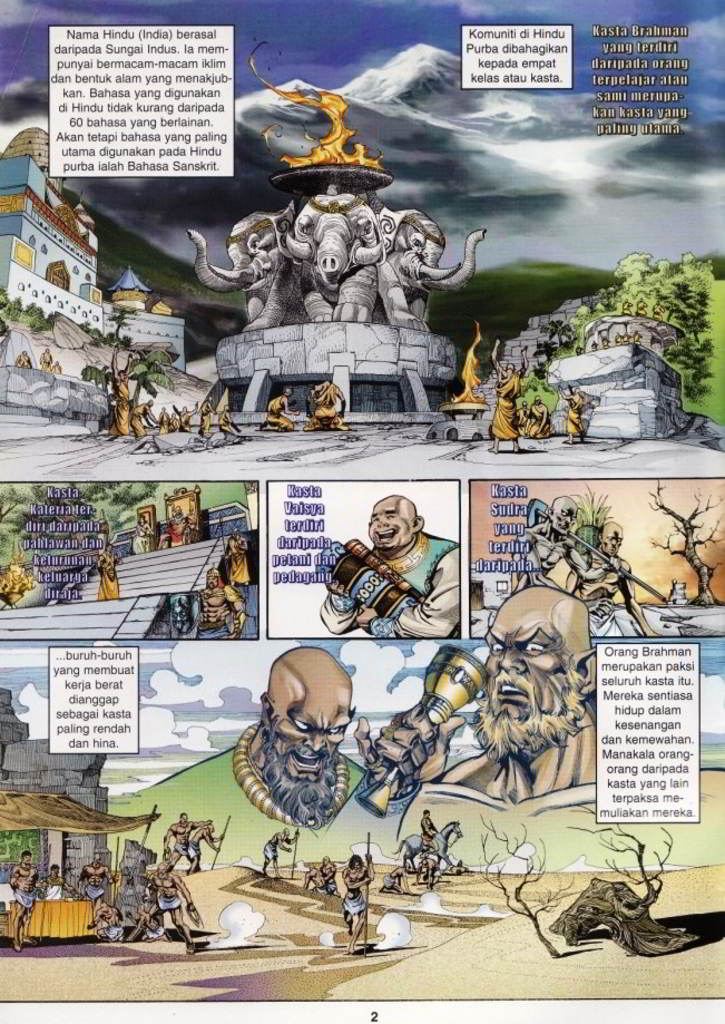 Nama Hindu (India) berasal
daripada Sungai Indus. Ia mem-
punyai bermacam-macam iklim
dan bentuk alam yang menakjub-
kan. Bahasa yang digunakan
di Hindu tidak kurang daripada
60 bahasa yang berlainan.
Akan tetapi bahasa yang paling
utama digunakan pada Hindu
purba ialah Bahasa Sanskrit.
Komuniti di Hindu
Purba dibahagikan
kepada empat
kelas atau kasta.
Kasta Brahman
yang terdiri
daripada orang
terpelajar atau
sami merupa-
kan kasta yang
paling utama.
Kasta
Kateria ter-
diri daripada
pahlawan dan
keturunan
keluarga
diraja.
Kasta
Vaisya
terdiri
daripada
petani dan
pedagang
Kasta
Sudra
yang
terdiri
daripada...
...buruh-buruh
yang membuat
kerja berat
dianggap
sebagai kasta
paling rendah
dan hina.
Orang Brahman
merupakan paksi
seluruh kasta itu.
Mereka sentiasa
hidup dalam
kesenangan
dan kemewahan.
Manakala orang-
orang daripada
kasta yang lain
terpaksa me-
muliakan mereka.
2